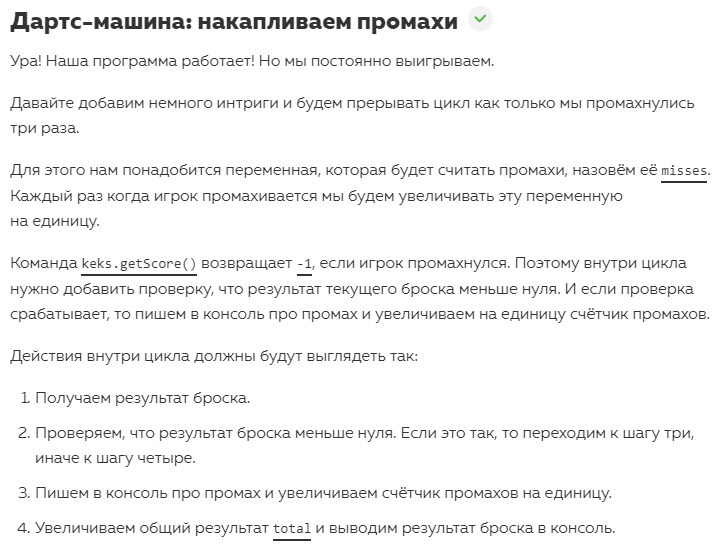 Дартс-машина: накапливаем промахи
Ура! Наша программа работает! Но мы постоянно выигрываем.
Давайте добавим немного интриги и будем прерывать цикл как только мы промахнулись
три раза.
Для этого нам понадобится переменная, которая будет считать промахи, назовём её misses.
Каждый раз когда игрок промахивается мы будем увеличивать эту переменную
на единицу.
Команда keks.getScore() возвращает -1, если игрок промахнулся. Поэтому внутри цикла
нужно добавить проверку, что результат текущего броска меньше нуля. И если проверка
срабатывает, то пишем в консоль про промах и увеличиваем на единицу счётчик промахов.
Действия внутри цикла должны будут выглядеть так:
1. Получаем результат броска.
2. Проверяем, что результат броска меньше нуля. Если это так, то переходим к шагу три,
иначе к шагу четыре.
3. Пишем в консоль про промах и увеличиваем счётчик промахов на единицу.
4. Увеличиваем общий результат total и выводим результат броска в консоль.